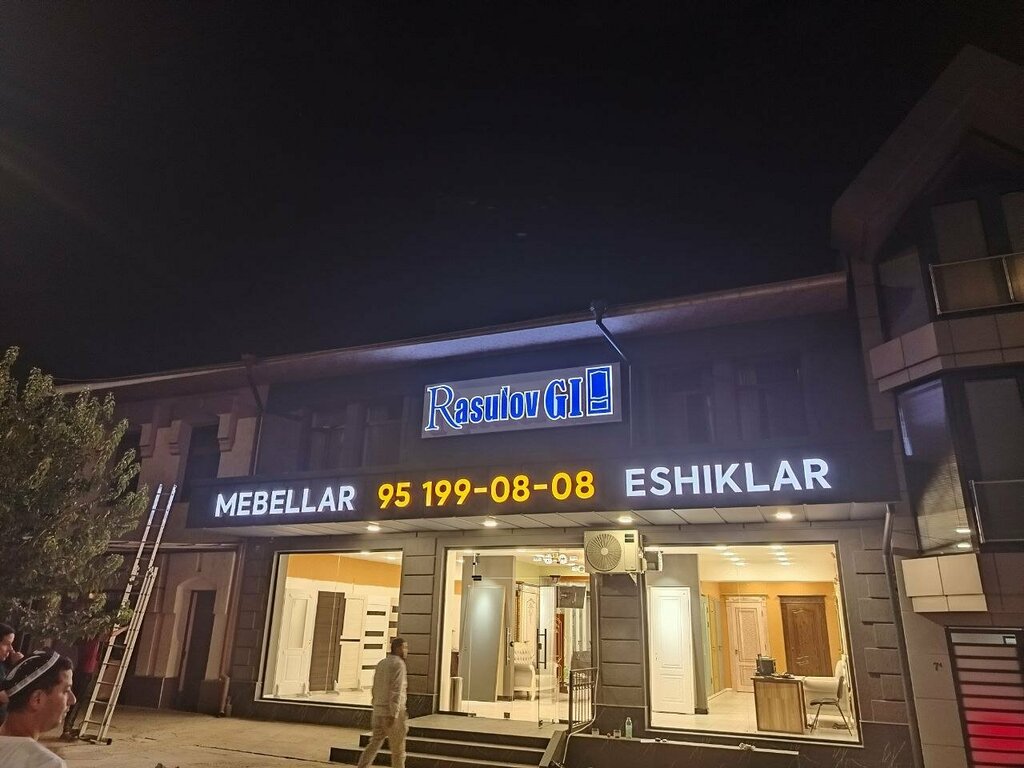 Rasulov GI
MEBELLAR 95 199-08-08 ESHIKLAR